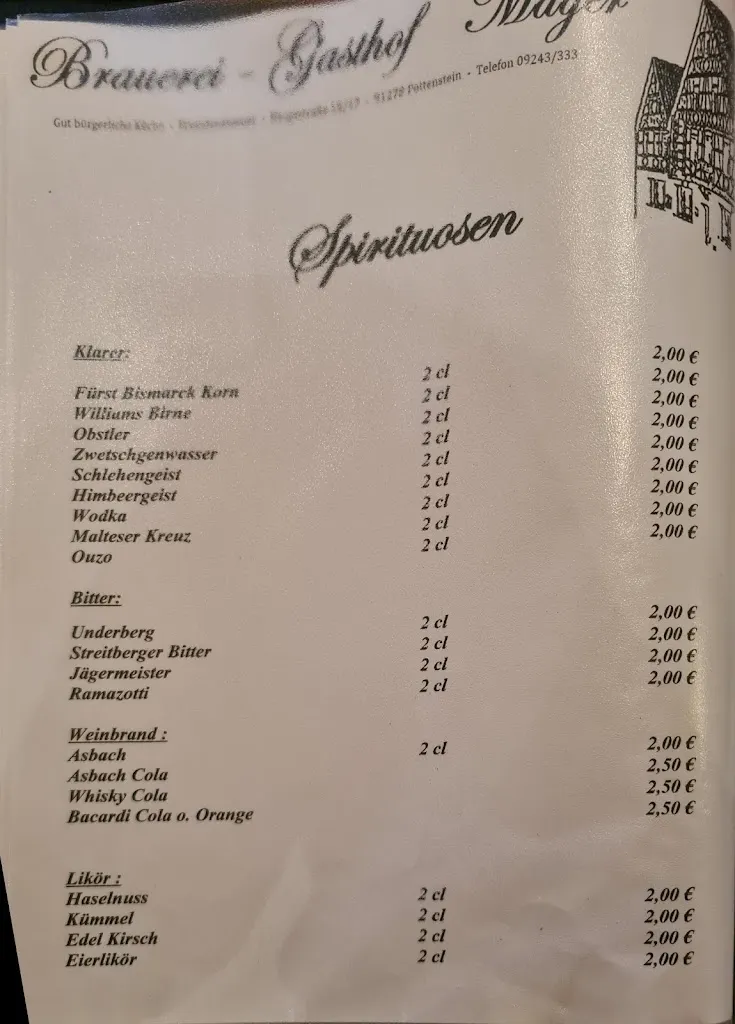 Brauerei - Gasthof Mager
Gut bürgerliche Küche · · Hauptstraße 15/17 · 91278 Pottenstein · Telefon 09243/333
Spirituosen
Klarer:
Fürst Bismarck Korn 2 cl 2,00 €
Williams Birne 2 cl 2,00 €
Obstler 2 cl 2,00 €
Zwetschgenwasser 2 cl 2,00 €
Schlehengeist 2 cl 2,00 €
Himbeergeist 2 cl 2,00 €
Wodka 2 cl 2,00 €
Malteser Kreuz 2 cl 2,00 €
Ouzo 2 cl 2,00 €
Bitter:
Underberg 2 cl 2,00 €
Streitberger Bitter 2 cl 2,00 €
Jägermeister 2 cl 2,00 €
Ramazotti 2 cl 2,00 €
Weinbrand :
Asbach 2 cl 2,00 €
Asbach Cola 2,50 €
Whisky Cola 2,50 €
Bacardi Cola o. Orange 2,50 €
Likör :
Haselnuss 2 cl 2,00 €
Kümmel 2 cl 2,00 €
Edel Kirsch 2 cl 2,00 €
Eierlikör 2 cl 2,00 €